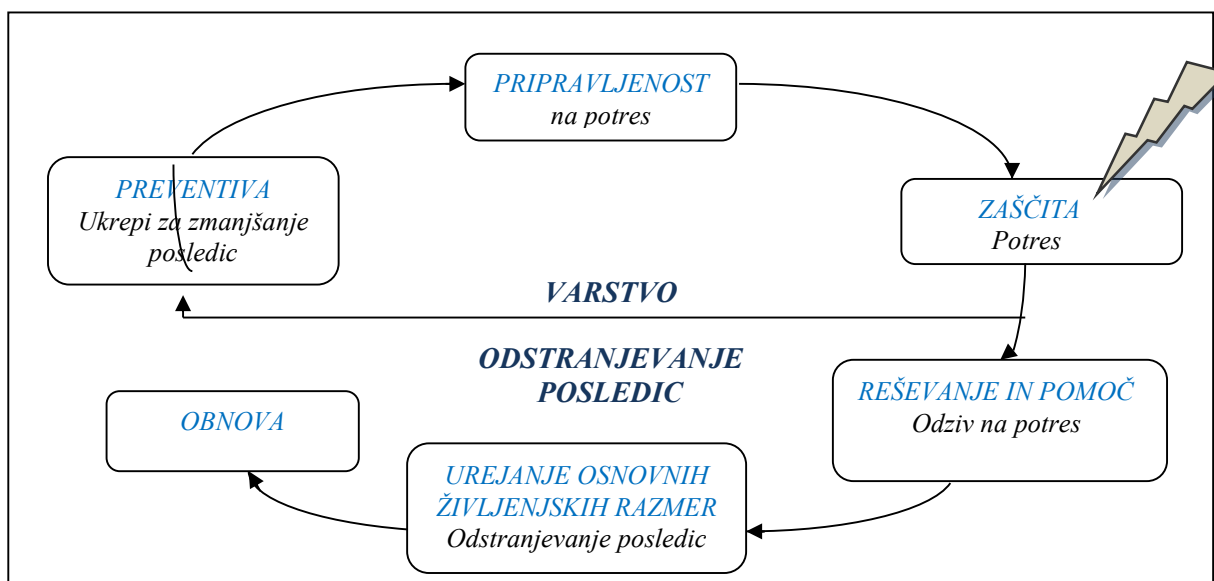 PRIPRAVLJENOST
na potres
PREVENTIVA
Ukrepi za zmanjšanje
posledic
ZAŠČITA
Potres
VARSTVO
ODSTRANJEVANJE
POSLEDIC
REŠEVANJE IN POMOČ
Odziv na potres
OBNOVA
UREJANJE OSNOVNIH
ŽIVLJENJSKIH RAZMER
Odstranjevanje posledic